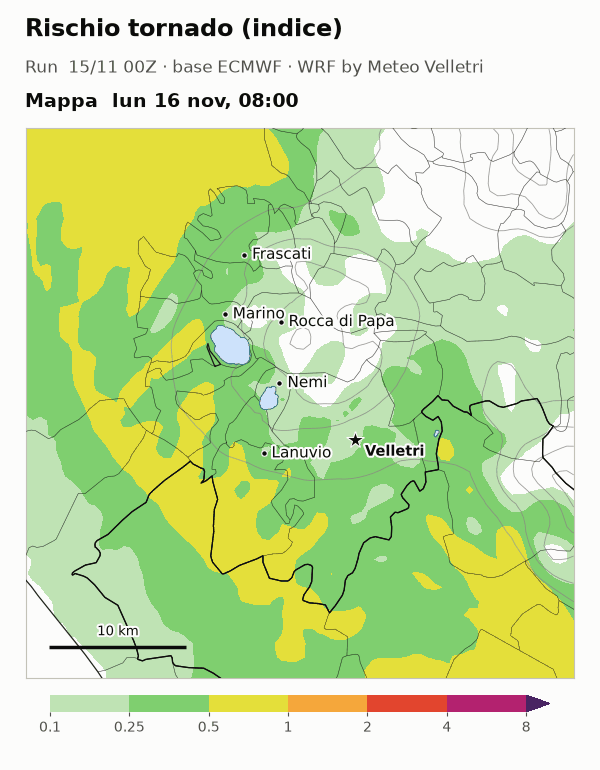 Rischio tornado (indice)
Run  15/11 00Z · base ECMWF · WRF by Meteo Velletri
Mappa  lun 16 nov, 08:00
Frascati
Marino
Rocca di Papa
Nemi
Velletri
Lanuvio
10 km
0.1 0.25 0.5 1 2 4 8